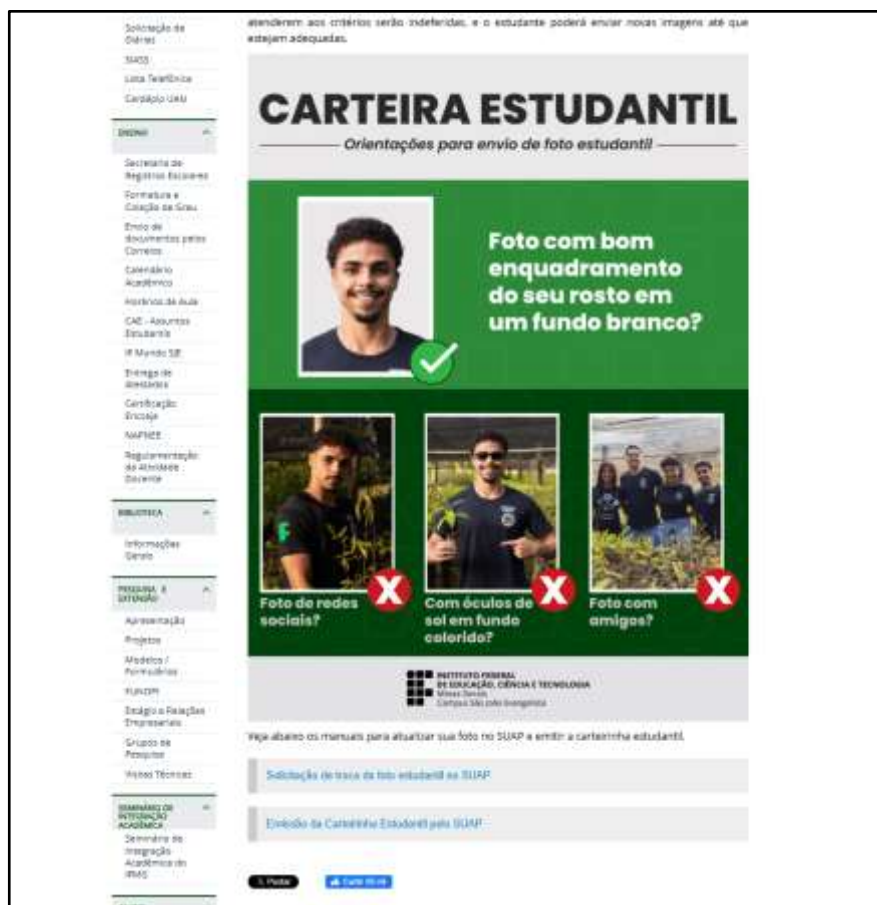 Solicitação de
Diárias
SIASS
Lista Telefônica
Cardápio UAN
ENSINO
Secretaria de
Registros Escolares
Formatura e
Colação de Grau
Envio de
documentos pelos
Correios
Calendário
Acadêmico
Horários de Aula
CAE - Assuntos
Estudantis
IF Mundo SJE
Entrega de
Atestados
Certificação
Encceja
NAPNEE
Regulamentação
da Atividade
Docente
BIBLIOTECA
Informações
Gerais
PESQUISA E
EXTENSÃO
Apresentação
Projetos
Modelos /
Formulários
Estágio e Relações
Empresariais
Grupos de
Pesquisa
Visitas Técnicas
SEMINÁRIO DE
INTEGRAÇÃO
ACADÊMICA
Seminário de
Integração
Acadêmica do
IFMG
atenderem aos critérios serão indeferidas, e o estudante poderá enviar novas imagens até que
estejam adequadas.
CARTEIRA ESTUDANTIL
Orientações para envio de foto estudantil
Foto com bom
enquadramento
do seu rosto em
um fundo branco?
Foto de redes
sociais?
Com óculos de
sol em fundo
colorido?
Foto com
amigos?
INSTITUTO FEDERAL
DE EDUCAÇÃO, CIÊNCIA E TECNOLOGIA
Minas Gerais
Campus São João Evangelista
Veja abaixo os manuais para atualizar sua foto no SUAP e emitir a carteirinha estudantil.
Solicitação de troca da foto estudantil no SUAP
Emissão da Carteirinha Estudantil pelo SUAP
Postar
Curtir